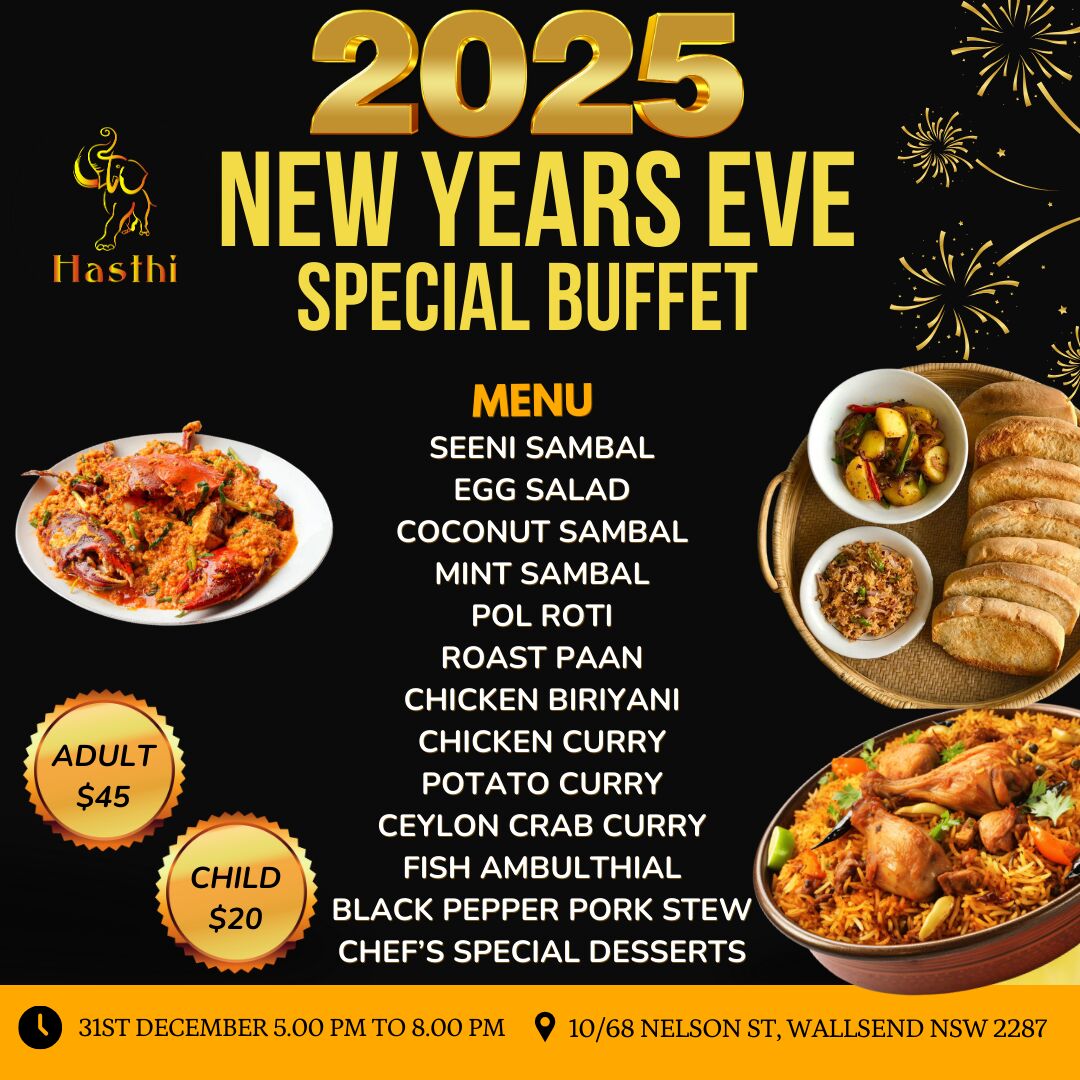 2025
NEW YEARS EVE
SPECIAL BUFFET
Hasthi
MENU
SEENI SAMBAL
EGG SALAD
COCONUT SAMBAL
MINT SAMBAL
POL ROTI
ROAST PAAN
CHICKEN BIRIYANI
CHICKEN CURRY
POTATO CURRY
CEYLON CRAB CURRY
FISH AMBULTHIAL
BLACK PEPPER PORK STEW
CHEF'S SPECIAL DESSERTS
ADULT
$45
CHILD
$20
31ST DECEMBER 5.00 PM TO 8.00 PM
10/68 NELSON ST, WALLSEND NSW 2287